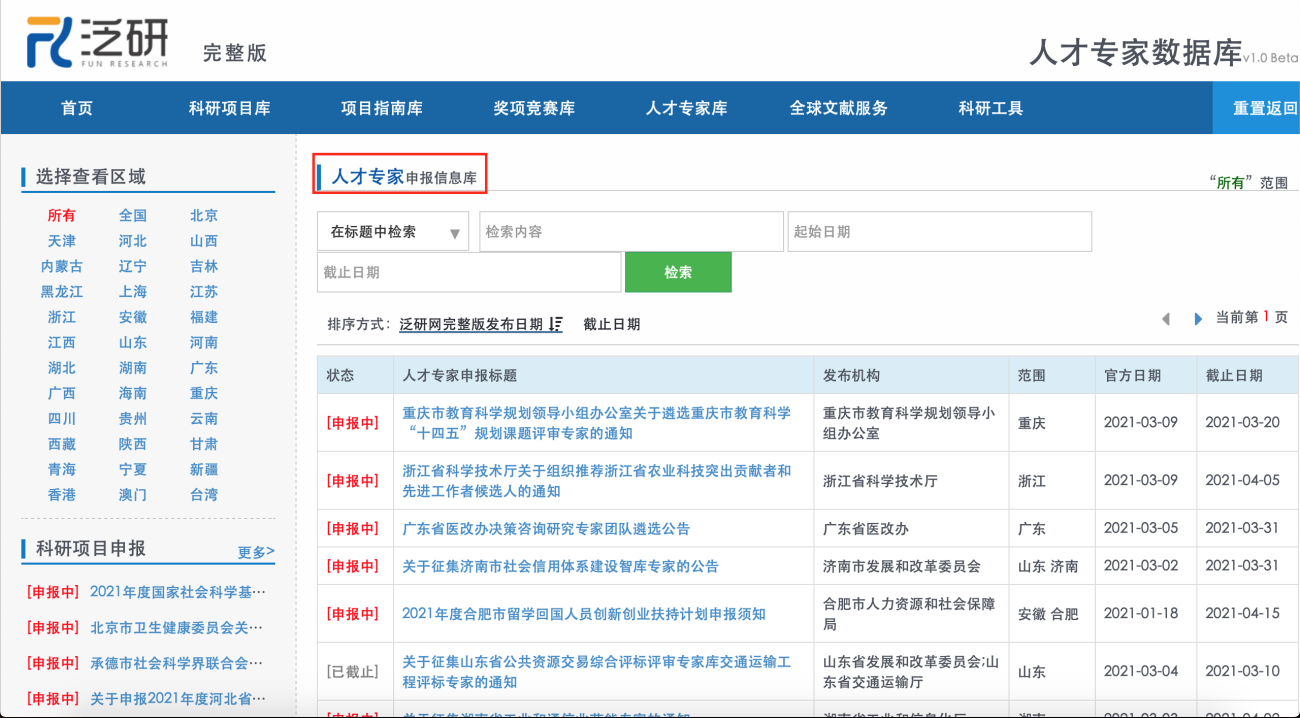 泛研
FUN RESEARCH
完整版
人才专家数据库v1.0 Beta
首页 科研项目库 项目指南库 奖项竞赛库 人才专家库 全球文献服务 科研工具 重置返回
选择查看区域
所有 全国 北京
天津 河北 山西
内蒙古 辽宁 吉林
黑龙江 上海 江苏
浙江 安徽 福建
江西 山东 河南
湖北 湖南 广东
广西 海南 重庆
四川 贵州 云南
西藏 陕西 甘肃
青海 宁夏 新疆
香港 澳门 台湾
科研项目申报 更多>
[申报中] 2021年度国家社会科学基…
[申报中] 北京市卫生健康委员会关…
[申报中] 承德市社会科学界联合会…
[申报中] 关于申报2021年度河北省…
人才专家申报信息库
“所有” 范围
在标题中检索 ▼ 检索内容 起始日期
截止日期 检索
排序方式: 泛研网完整版发布日期 截止日期
当前第 1 页
状态 人才专家申报标题 发布机构 范围 官方日期 截止日期
[申报中] 重庆市教育科学规划领导小组办公室关于遴选重庆市教育科学
“十四五”规划课题评审专家的通知 重庆市教育科学规划领导小
组办公室 重庆 2021-03-09 2021-03-20
[申报中] 浙江省科学技术厅关于组织推荐浙江省农业科技突出贡献者和
先进工作者候选人的通知 浙江省科学技术厅 浙江 2021-03-09 2021-04-05
[申报中] 广东省医改办决策咨询研究专家团队遴选公告 广东省医改办 广东 2021-03-05 2021-03-31
[申报中] 关于征集济南市社会信用体系建设智库专家的公告 济南市发展和改革委员会 山东 济南 2021-03-02 2021-03-31
[申报中] 2021年度合肥市留学回国人员创新创业扶持计划申报须知 合肥市人力资源和社会保障
局 安徽 合肥 2021-01-18 2021-04-15
[已截止] 关于征集山东省公共资源交易综合评标评审专家库交通运输工
程评标专家的通知 山东省发展和改革委员会;山
东省交通运输厅 山东 2021-03-04 2021-03-10